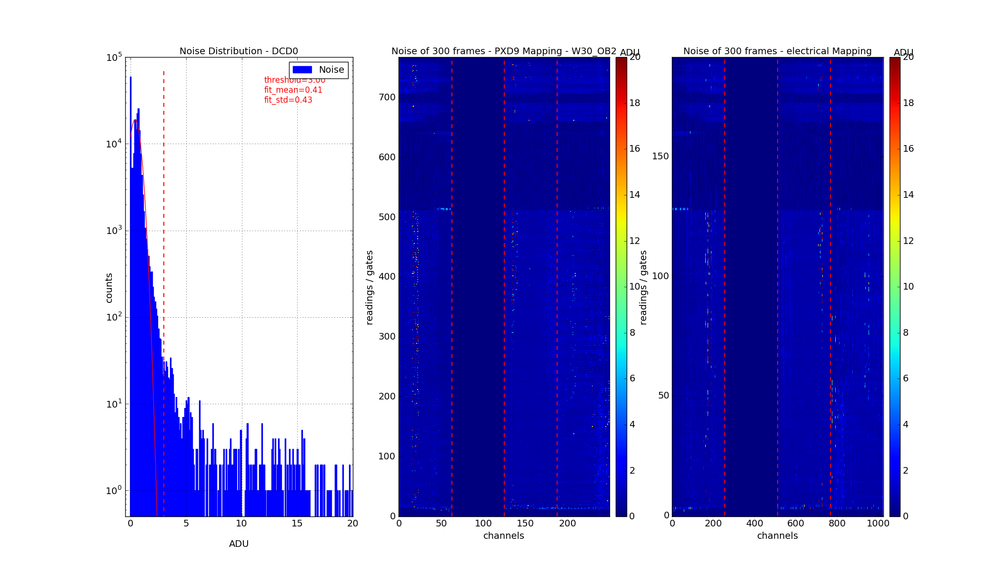 Noise Distribution - DCD0
10^5
10^4
10^3
10^2
10^1
10^0
counts
Noise
threshold=3.00
fit_mean=0.41
fit_std=0.43
0 5 10 15 20
ADU
Noise of 300 frames - PXD9 Mapping - W30_OB2
ADU
700
600
500
400
300
200
100
0
readings / gates
0 50 100 150 200
channels
20
18
16
14
12
10
8
6
4
2
0
Noise of 300 frames - electrical Mapping
ADU
150
100
50
0
readings / gates
0 200 400 600 800 1000
channels
20
18
16
14
12
10
8
6
4
2
0